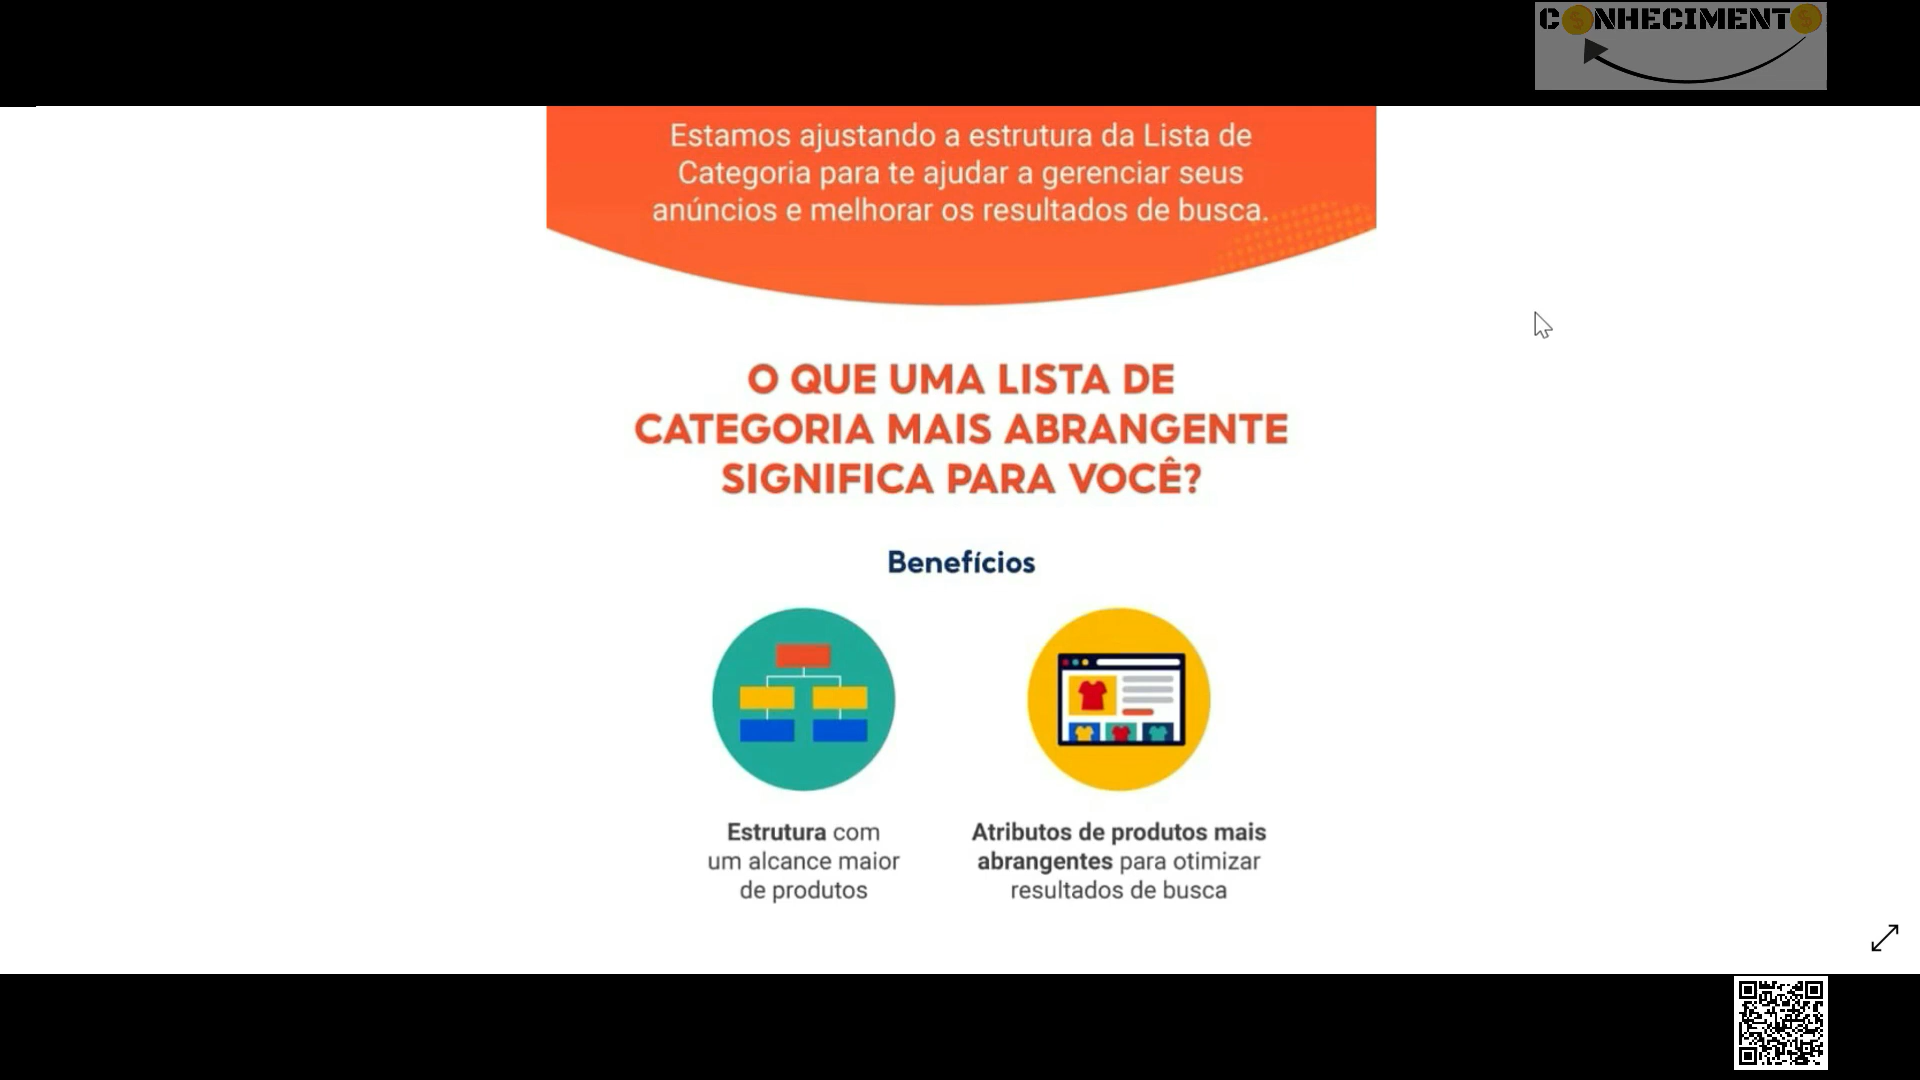 CONHECIMENTO
Estamos ajustando a estrutura da Lista de
Categoria para te ajudar a gerenciar seus
anúncios e melhorar os resultados de busca.
O QUE UMA LISTA DE
CATEGORIA MAIS ABRANGENTE
SIGNIFICA PARA VOCÊ?
Benefícios
Estrutura com
um alcance maior
de produtos
Atributos de produtos mais
abrangentes para otimizar
resultados de busca